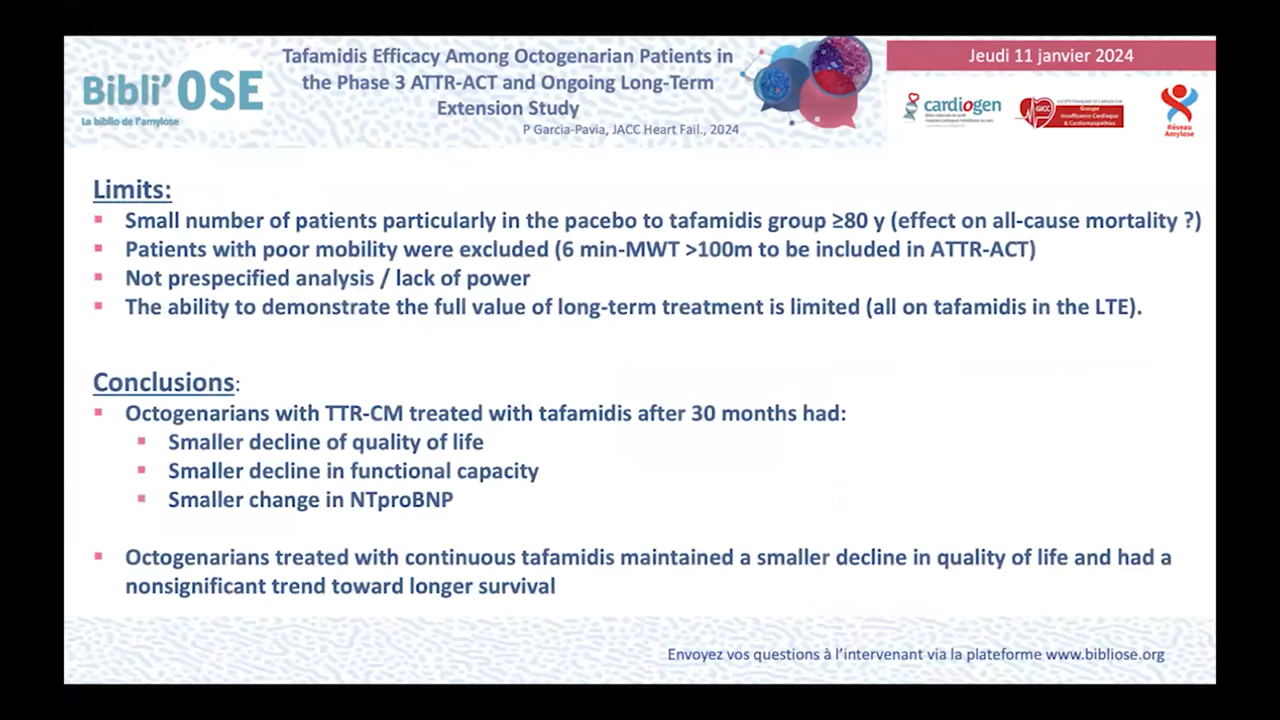 Bibli'OSE
La biblio de l'amylose
Tafamidis Efficacy Among Octogenarian Patients in
the Phase 3 ATTR-ACT and Ongoing Long-Term
Extension Study
P Garcia-Pavia, JACC Heart Fail., 2024
Jeudi 11 janvier 2024
cardiogen
GICC
Groupe
Insuffisance Cardiaque
& Cardiomyopathies
Réseau
Amylose
Limits:
▪ Small number of patients particularly in the pacebo to tafamidis group ≥80 y (effect on all-cause mortality ?)
▪ Patients with poor mobility were excluded (6 min-MWT >100m to be included in ATTR-ACT)
▪ Not prespecified analysis / lack of power
▪ The ability to demonstrate the full value of long-term treatment is limited (all on tafamidis in the LTE).
Conclusions:
▪ Octogenarians with TTR-CM treated with tafamidis after 30 months had:
▪ Smaller decline of quality of life
▪ Smaller decline in functional capacity
▪ Smaller change in NTproBNP
▪ Octogenarians treated with continuous tafamidis maintained a smaller decline in quality of life and had a
nonsignificant trend toward longer survival
Envoyez vos questions à l'intervenant via la plateforme www.bibliose.org